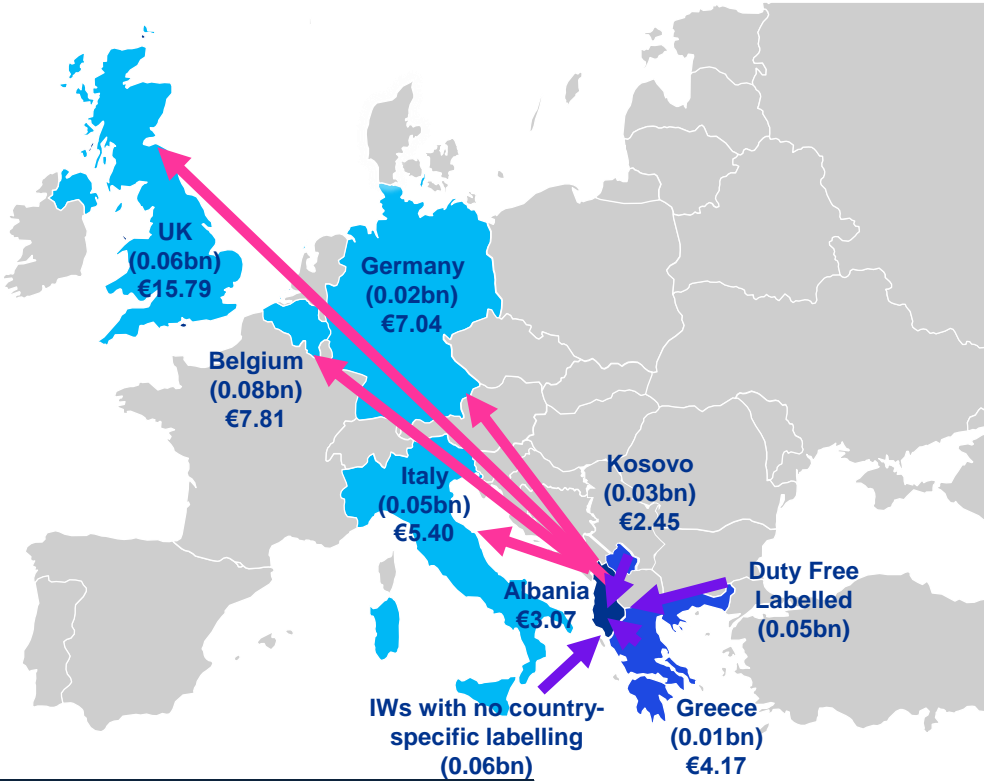 UK
(0.06bn)
€15.79
Germany
(0.02bn)
€7.04
Belgium
(0.08bn)
€7.81
Italy
(0.05bn)
€5.40
Kosovo
(0.03bn)
€2.45
Albania
€3.07
Duty Free
Labelled
(0.05bn)
IWs with no country-
specific labelling
(0.06bn)
Greece
(0.01bn)
€4.17